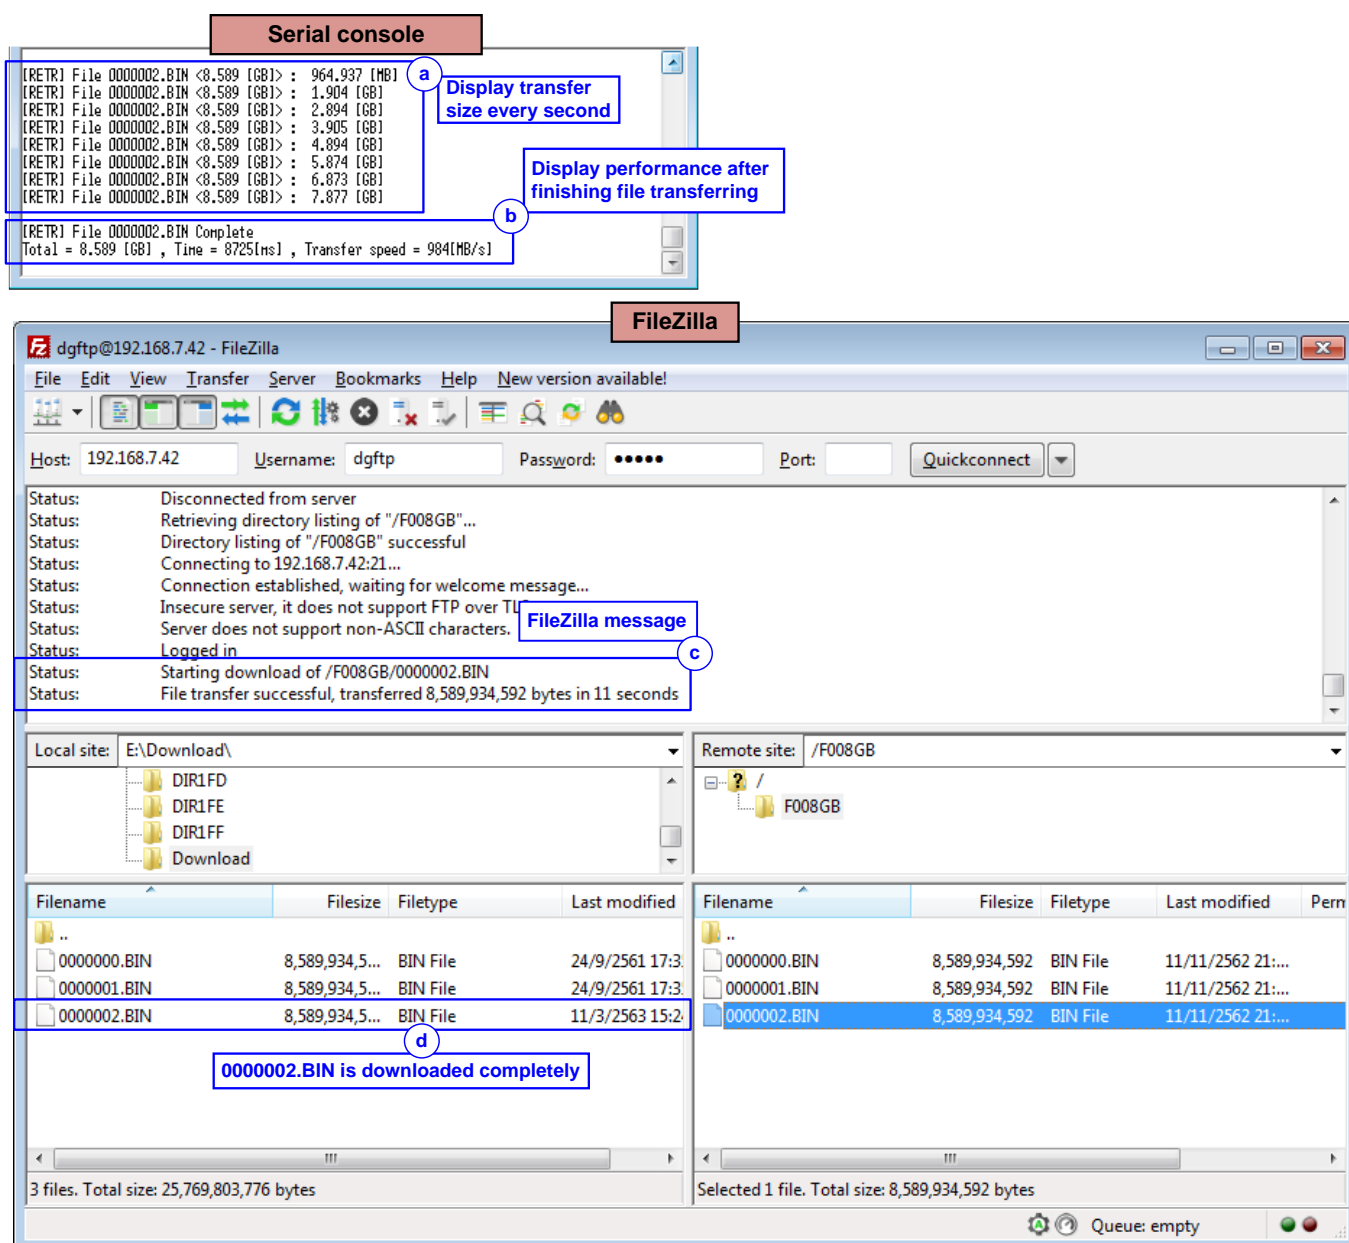 Serial console
[RETR] File 0000002.BIN <8.589 [GB]> :  964.937 [MB]
[RETR] File 0000002.BIN <8.589 [GB]> :  1.904 [GB]
[RETR] File 0000002.BIN <8.589 [GB]> :  2.894 [GB]
[RETR] File 0000002.BIN <8.589 [GB]> :  3.905 [GB]
[RETR] File 0000002.BIN <8.589 [GB]> :  4.894 [GB]
[RETR] File 0000002.BIN <8.589 [GB]> :  5.874 [GB]
[RETR] File 0000002.BIN <8.589 [GB]> :  6.873 [GB]
[RETR] File 0000002.BIN <8.589 [GB]> :  7.877 [GB]
a
Display transfer
size every second
Display performance after
finishing file transferring
b
[RETR] File 0000002.BIN Complete
Total = 8.589 [GB] , Time = 8725[ms] , Transfer speed = 984[MB/s]
FileZilla
dgftp@192.168.7.42 - FileZilla
File Edit View Transfer Server Bookmarks Help New version available!
Host: 192.168.7.42 Username: dgftp Password: ●●●●● Port: Quickconnect
Status: Disconnected from server
Status: Retrieving directory listing of "/F008GB"...
Status: Directory listing of "/F008GB" successful
Status: Connecting to 192.168.7.42:21...
Status: Connection established, waiting for welcome message...
Status: Insecure server, it does not support FTP over
Status: Server does not support non-ASCII characters.
Status: Logged in
Status: Starting download of /F008GB/0000002.BIN
Status: File transfer successful, transferred 8,589,934,592 bytes in 11 seconds
FileZilla message
c
Local site: E:\Download\
DIR1FD
DIR1FE
DIR1FF
Download
Remote site: /F008GB
/
F008GB
Filename Filesize Filetype Last modified
..
0000000.BIN 8,589,934,5... BIN File 24/9/2561 17:3
0000001.BIN 8,589,934,5... BIN File 24/9/2561 17:3
0000002.BIN 8,589,934,5... BIN File 11/3/2563 15:2
d
0000002.BIN is downloaded completely
3 files. Total size: 25,769,803,776 bytes
Filename Filesize Filetype Last modified Perm
..
0000000.BIN 8,589,934,592 BIN File 11/11/2562 21:...
0000001.BIN 8,589,934,592 BIN File 11/11/2562 21:...
0000002.BIN 8,589,934,592 BIN File 11/11/2562 21:...
Selected 1 file. Total size: 8,589,934,592 bytes
Queue: empty